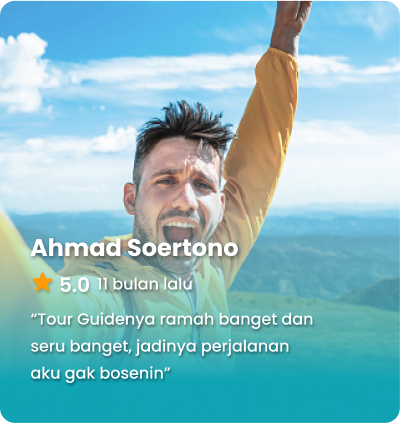 Ahmad Soertono
5.0 11 bulan lalu
“Tour Guidenya ramah banget dan
seru banget, jadinya perjalanan
aku gak bosenin”